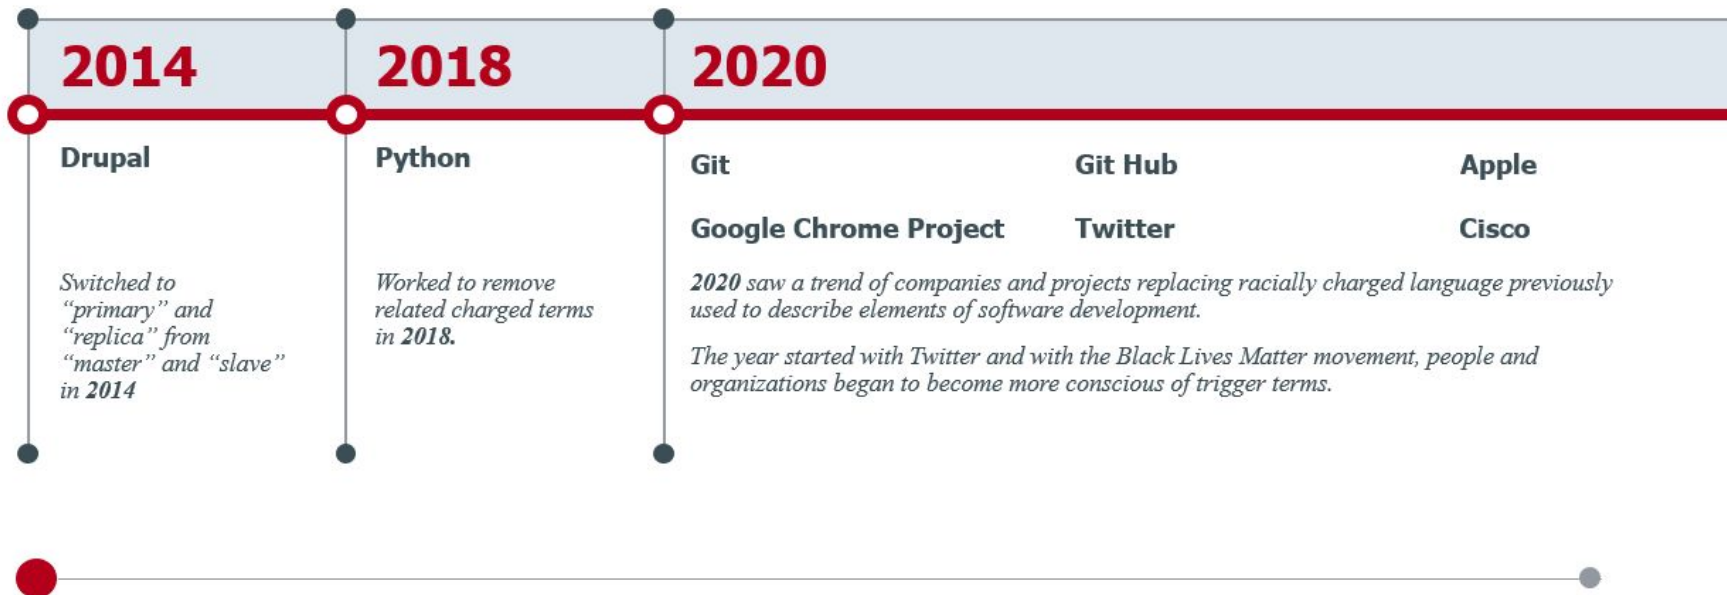 2014
2018
2020
Drupal
Switched to
“primary” and
“replica” from
“master” and “slave”
in 2014
Python
Worked to remove
related charged terms
in 2018.
Git
Git Hub
Apple
Google Chrome Project
Twitter
Cisco
2020 saw a trend of companies and projects replacing racially charged language previously
used to describe elements of software development.
The year started with Twitter and with the Black Lives Matter movement, people and
organizations began to become more conscious of trigger terms.